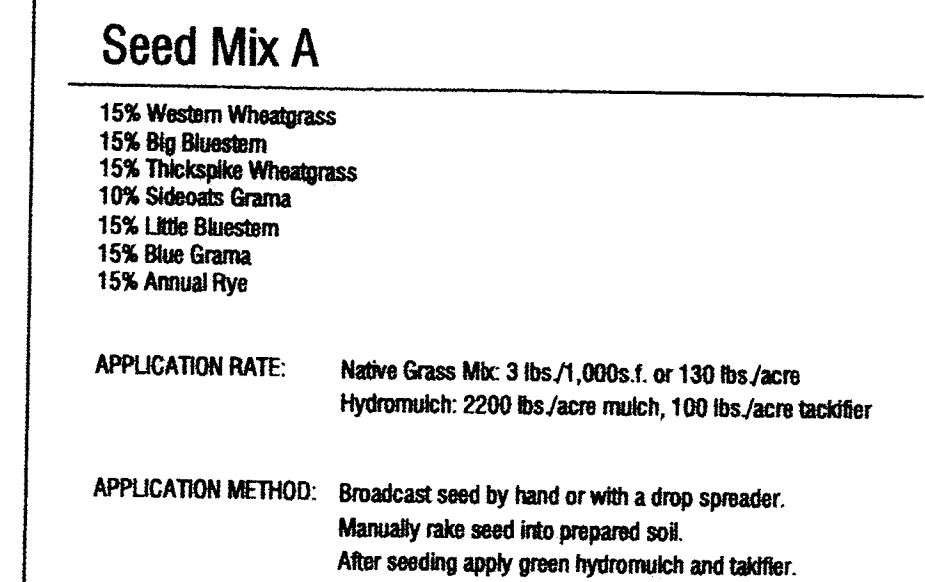 Seed Mix A
15% Western Wheatgrass
15% Big Bluestem
15% Thickspike Wheatgrass
10% Sideoats Grama
15% Little Bluestem
15% Blue Grama
15% Annual Rye
APPLICATION RATE: Native Grass Mix: 3 lbs./1,000s.f. or 130 lbs./acre
Hydromulch: 2200 lbs./acre mulch, 100 lbs./acre tackifier
APPLICATION METHOD: Broadcast seed by hand or with a drop spreader.
Manually rake seed into prepared soil.
After seeding apply green hydromulch and takifier.